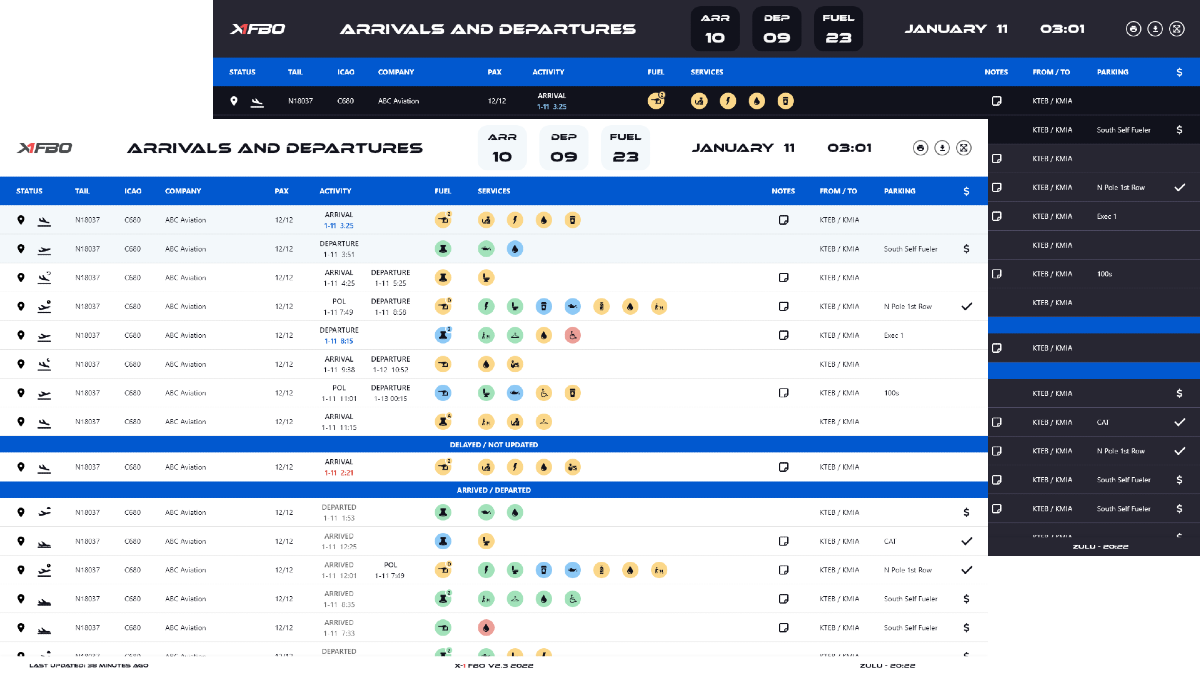 X1FBO ARRIVALS AND DEPARTURES ARR 10 DEP 09 FUEL 23 JANUARY 11 03:01
STATUS TAIL ICAO COMPANY PAX ACTIVITY FUEL SERVICES NOTES FROM / TO PARKING $
N18037 C680 ABC Aviation 12/12 ARRIVAL 1-11 3:25 2 KTEB / KMIA
KTEB / KMIA South Self Fueler $
KTEB / KMIA
KTEB / KMIA N Pole 1st Row
KTEB / KMIA Exec 1
KTEB / KMIA
KTEB / KMIA 100s
KTEB / KMIA
KTEB / KMIA
KTEB / KMIA $
KTEB / KMIA CAT
KTEB / KMIA N Pole 1st Row
KTEB / KMIA South Self Fueler $
KTEB / KMIA South Self Fueler $
ZULU - 20:22
X1FBO ARRIVALS AND DEPARTURES ARR 10 DEP 09 FUEL 23 JANUARY 11 03:01
STATUS TAIL ICAO COMPANY PAX ACTIVITY FUEL SERVICES NOTES FROM / TO PARKING $
N18037 C680 ABC Aviation 12/12 ARRIVAL 1-11 3:25 2 KTEB / KMIA
N18037 C680 ABC Aviation 12/12 DEPARTURE 1-11 3:51 KTEB / KMIA South Self Fueler $
N18037 C680 ABC Aviation 12/12 ARRIVAL 1-11 4:25 DEPARTURE 1-11 5:25 KTEB / KMIA
N18037 C680 ABC Aviation 12/12 POL 1-11 7:49 DEPARTURE 1-11 8:58 KTEB / KMIA N Pole 1st Row
N18037 C680 ABC Aviation 12/12 DEPARTURE 1-11 8:15 KTEB / KMIA Exec 1
N18037 C680 ABC Aviation 12/12 ARRIVAL 1-11 9:38 DEPARTURE 1-12 10:52 KTEB / KMIA
N18037 C680 ABC Aviation 12/12 POL 1-11 11:01 DEPARTURE 1-13 00:15 KTEB / KMIA 100s
N18037 C680 ABC Aviation 12/12 ARRIVAL 1-11 11:15 KTEB / KMIA
DELAYED / NOT UPDATED
N18037 C680 ABC Aviation 12/12 ARRIVAL 1-11 2:21 KTEB / KMIA
ARRIVED / DEPARTED
N18037 C680 ABC Aviation 12/12 DEPARTED 1-11 1:53 KTEB / KMIA $
N18037 C680 ABC Aviation 12/12 ARRIVED 1-11 12:25 KTEB / KMIA CAT
N18037 C680 ABC Aviation 12/12 ARRIVED 1-11 12:01 POL 1-11 7:49 KTEB / KMIA N Pole 1st Row
N18037 C680 ABC Aviation 12/12 ARRIVED 1-11 8:35 KTEB / KMIA South Self Fueler $
N18037 C680 ABC Aviation 12/12 ARRIVED 1-11 7:33 KTEB / KMIA South Self Fueler $
DEPARTED
LAST UPDATED: 38 MINUTES AGO X-1 FBO V2.3 2022 ZULU - 20:22